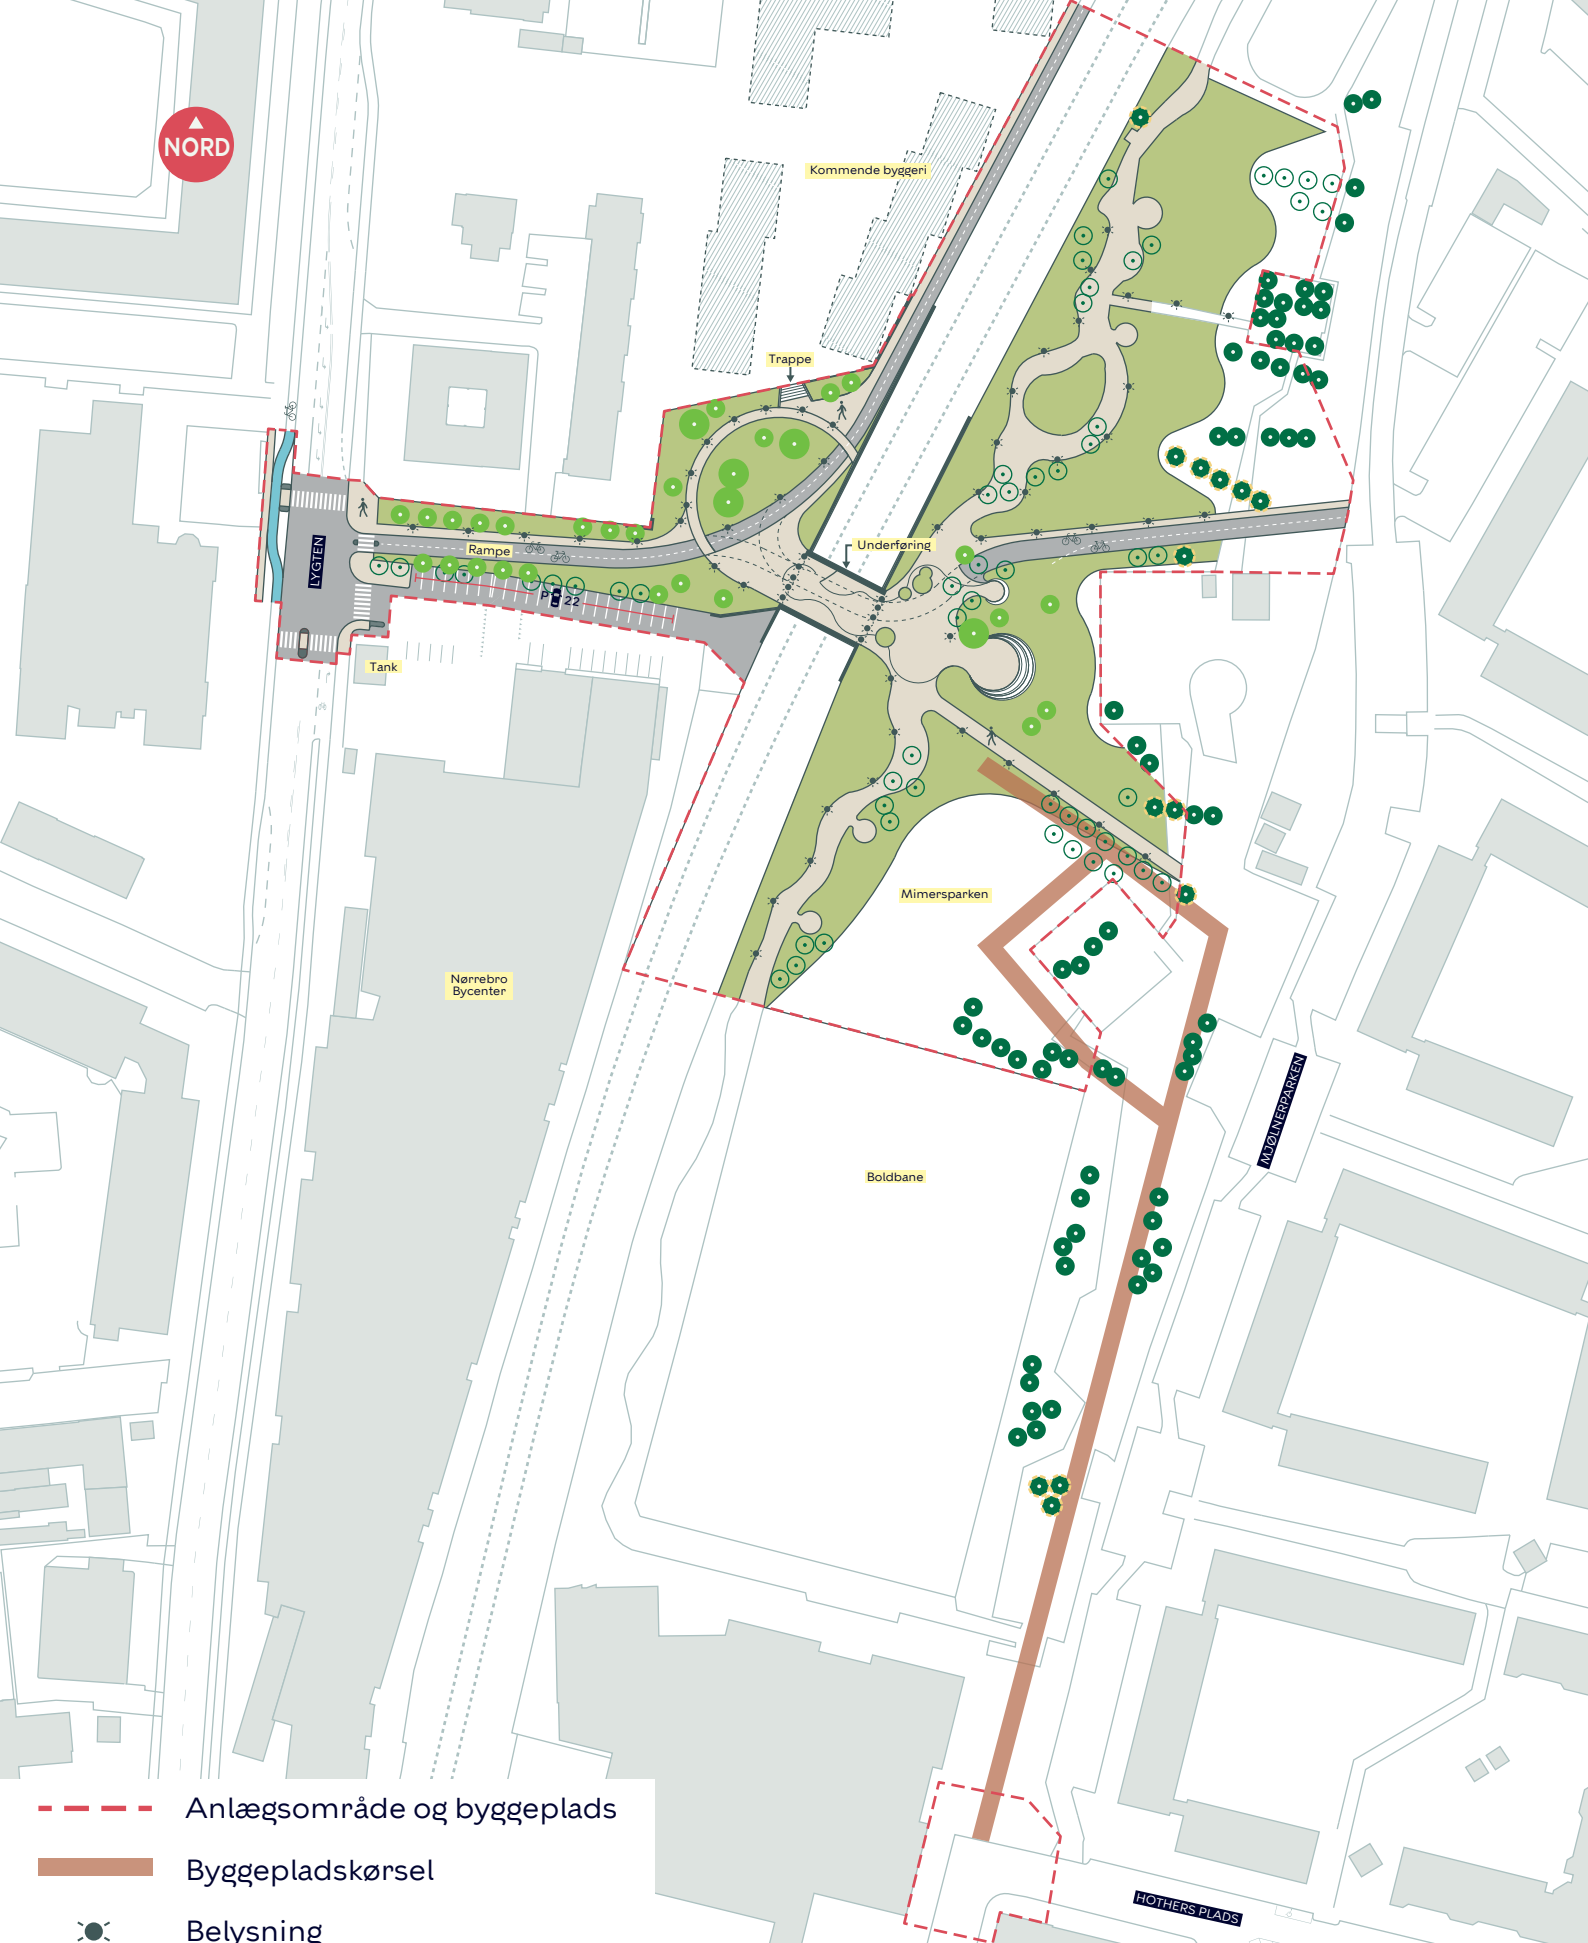 NORD
Kommende byggeri
Trappe
Underføring
Rampe
LYGTEN
P
22
Tank
Mimersparken
Nørrebro
Bycenter
MJØLNERPARKEN
Boldbane
HOTHERS PLADS
Anlægsområde og byggeplads
Byggepladskørsel
Belysning